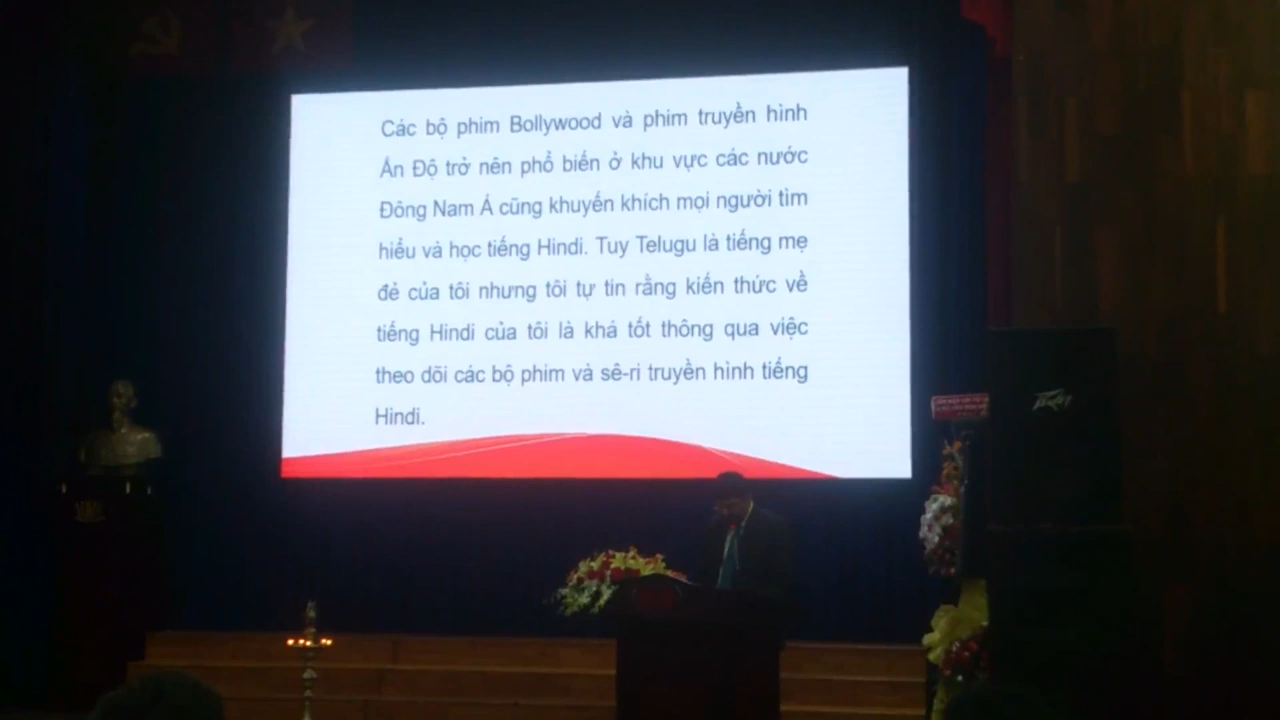 Các bộ phim Bollywood và phim truyền hình
Ấn Độ trở nên phổ biến ở khu vực các nước
Đông Nam Á cũng khuyến khích mọi người tìm
hiểu và học tiếng Hindi. Tuy Telugu là tiếng mẹ
đẻ của tôi nhưng tôi tự tin rằng kiến thức về
tiếng Hindi của tôi là khá tốt thông qua việc
theo dõi các bộ phim và sê-ri truyền hình tiếng
Hindi.